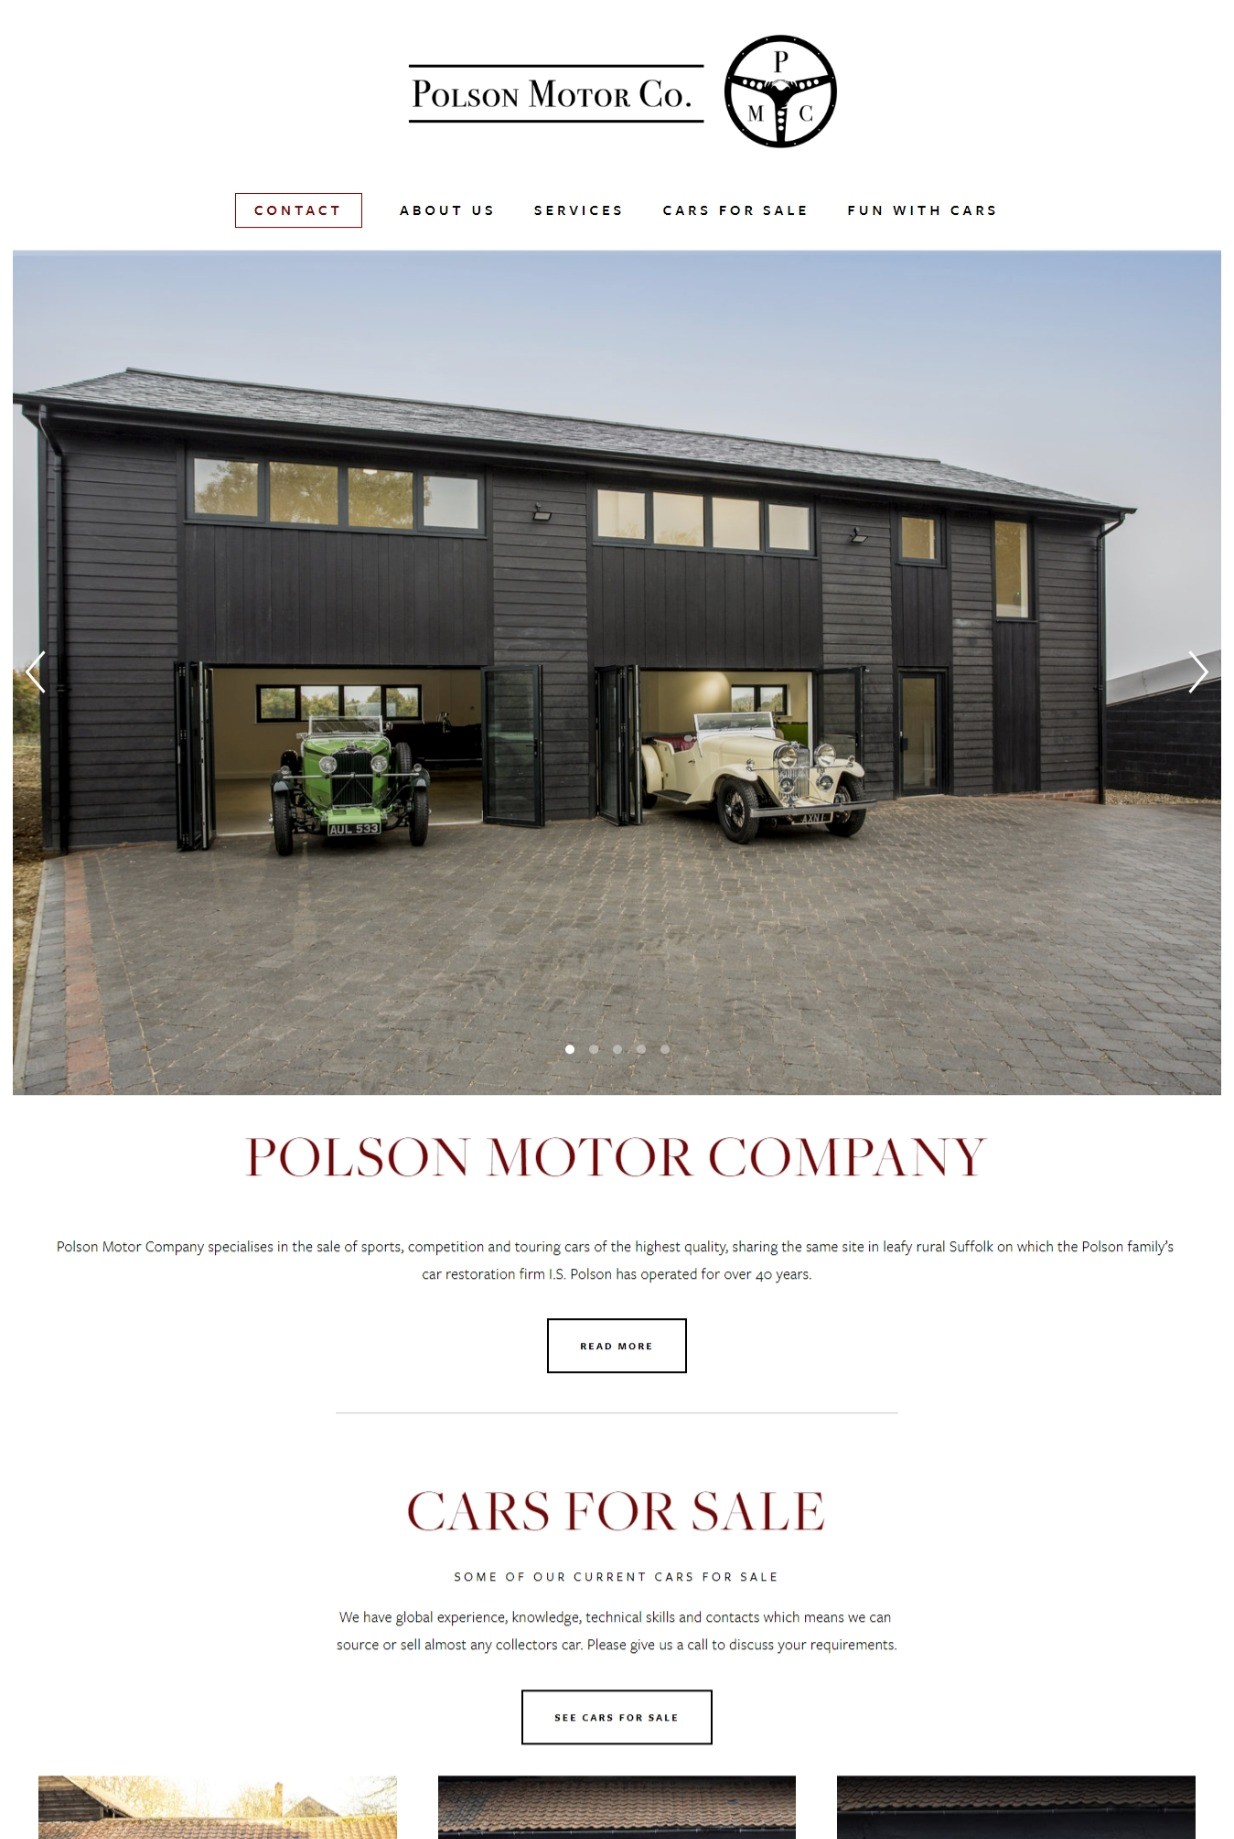 POLSON MOTOR CO.
P
M C
CONTACT ABOUT US SERVICES CARS FOR SALE FUN WITH CARS
AUL 533
AXN 1
POLSON MOTOR COMPANY
Polson Motor Company specialises in the sale of sports, competition and touring cars of the highest quality, sharing the same site in leafy rural Suffolk on which the Polson family’s
car restoration firm I.S. Polson has operated for over 40 years.
READ MORE
CARS FOR SALE
SOME OF OUR CURRENT CARS FOR SALE
We have global experience, knowledge, technical skills and contacts which means we can
source or sell almost any collectors car. Please give us a call to discuss your requirements.
SEE CARS FOR SALE